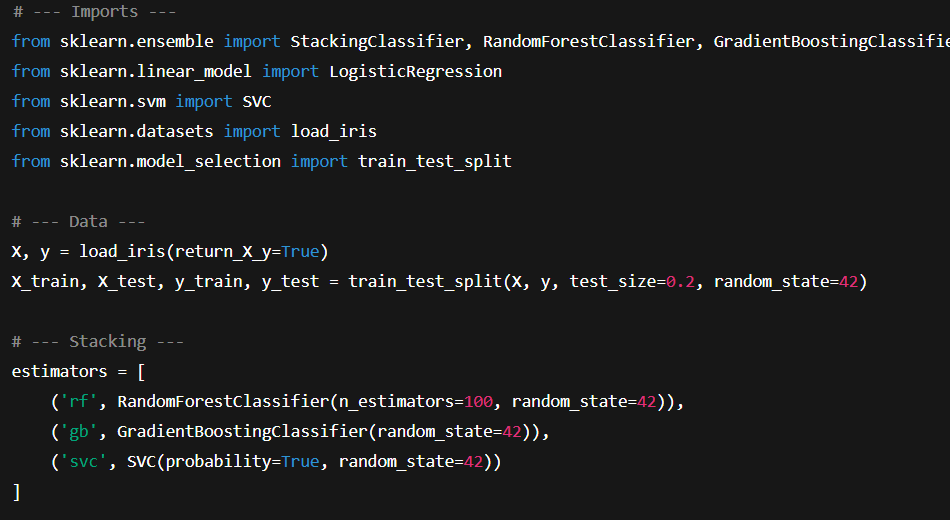 # --- Imports ---
from sklearn.ensemble import StackingClassifier, RandomForestClassifier,
from sklearn.linear_model import LogisticRegression
from sklearn.svm import SVC
from sklearn.datasets import load_iris
from sklearn.model_selection import train_test_split
# --- Data ---
X, y = load_iris(return_X_y=True)
X_train, X_test, y_train, y_test = train_test_split(X, y, test_size=0.2, random_state=42)
# --- Stacking ---
estimators = [
    ('rf', RandomForestClassifier(n_estimators=100, random_state=42)),
    ('gb', GradientBoostingClassifier(random_state=42)),
    ('svc', SVC(probability=True, random_state=42))
]